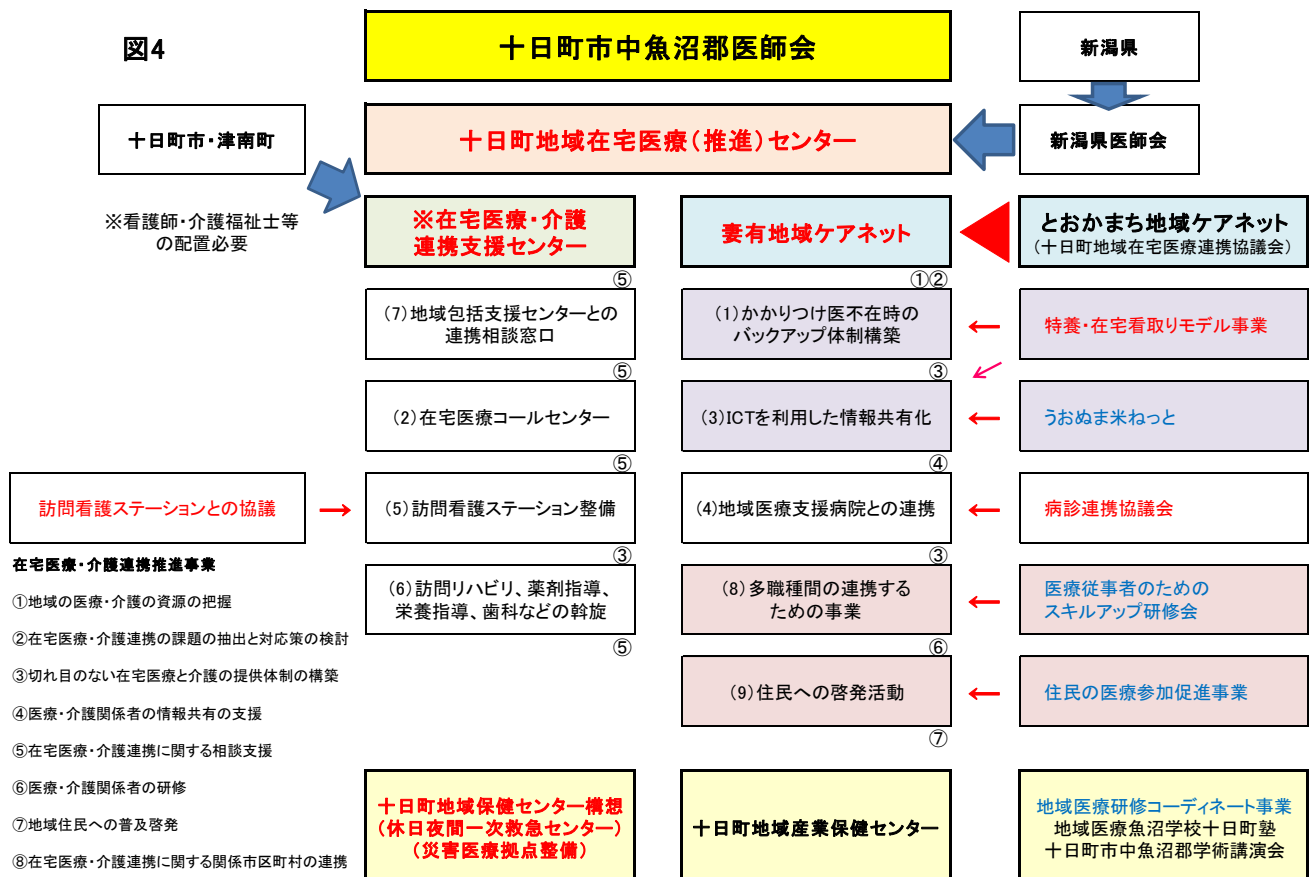 図4
十日町市中魚沼郡医師会
新潟県
十日町市・津南町
十日町地域在宅医療(推進)センター
新潟県医師会
※看護師・介護福祉士等
の配置必要
※在宅医療・介護
連携支援センター
⑤
妻有地域ケアネット
①②
とおかまち地域ケアネット
(十日町地域在宅医療連携協議会)
(7)地域包括支援センターとの
連携相談窓口
⑤
(1)かかりつけ医不在時の
バックアップ体制構築
③
特養・在宅看取りモデル事業
(2)在宅医療コールセンター
⑤
(3)ICTを利用した情報共有化
④
うおぬま米ねっと
訪問看護ステーションとの協議
(5)訪問看護ステーション整備
③
(4)地域医療支援病院との連携
③
病診連携協議会
(6)訪問リハビリ、薬剤指導、
栄養指導、歯科などの斡旋
⑤
(8)多職種間の連携する
ための事業
⑥
医療従事者のための
スキルアップ研修会
(9)住民への啓発活動
⑦
住民の医療参加促進事業
在宅医療・介護連携推進事業
①地域の医療・介護の資源の把握
②在宅医療・介護連携の課題の抽出と対応策の検討
③切れ目のない在宅医療と介護の提供体制の構築
④医療・介護関係者の情報共有の支援
⑤在宅医療・介護連携に関する相談支援
⑥医療・介護関係者の研修
⑦地域住民への普及啓発
⑧在宅医療・介護連携に関する関係市区町村の連携
十日町地域保健センター構想
(休日夜間一次救急センター)
(災害医療拠点整備)
十日町地域産業保健センター
地域医療研修コーディネート事業
地域医療魚沼学校十日町塾
十日町市中魚沼郡学術講演会